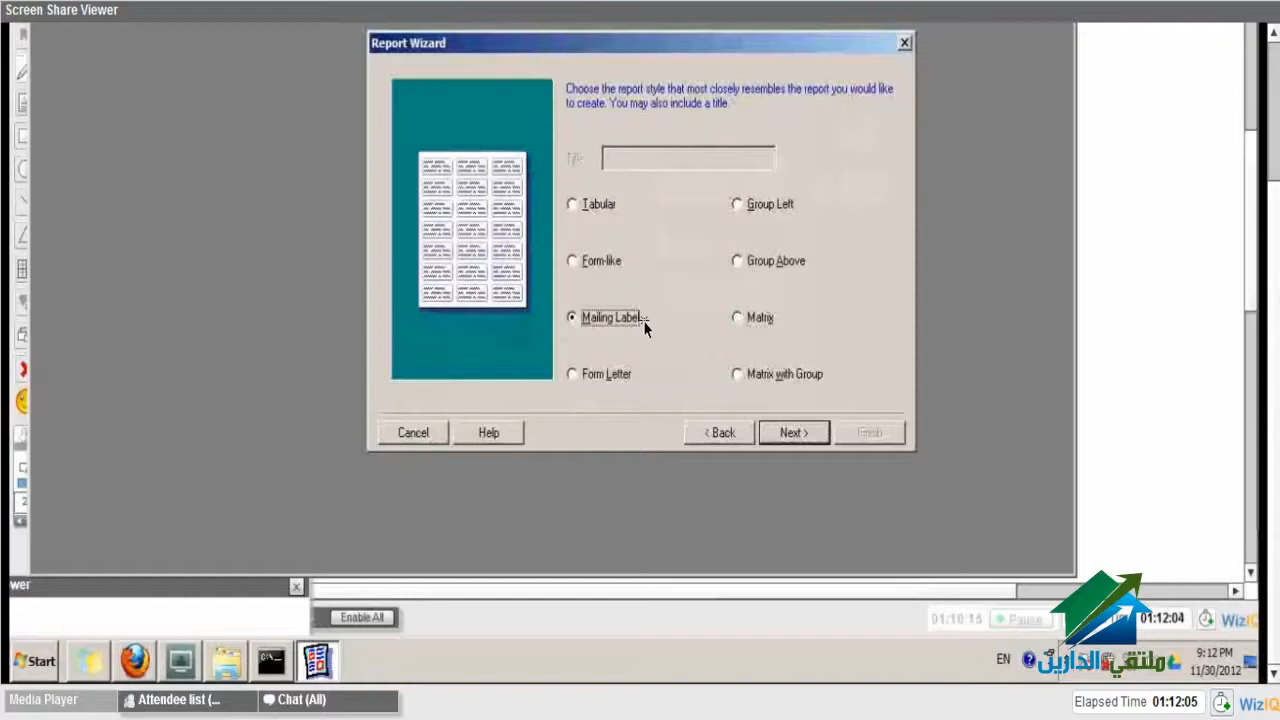 Screen Share Viewer
Report Wizard
Choose the report style that most closely resembles the report you would like
to create. You may also include a title.
Title:
Tabular
Group Left
Form-like
Group Above
Mailing Label
Matrix
Form Letter
Matrix with Group
Cancel
Help
< Back
Next >
Finish
wer
Enable All
01:10:16
Pause
01:12:04
WizIQ
Start
EN
9:12 PM
11/30/2012
ملتقى الدارين
Media Player
Attendee list (...
Chat (All)
Elapsed Time 01:12:05
WizIQ